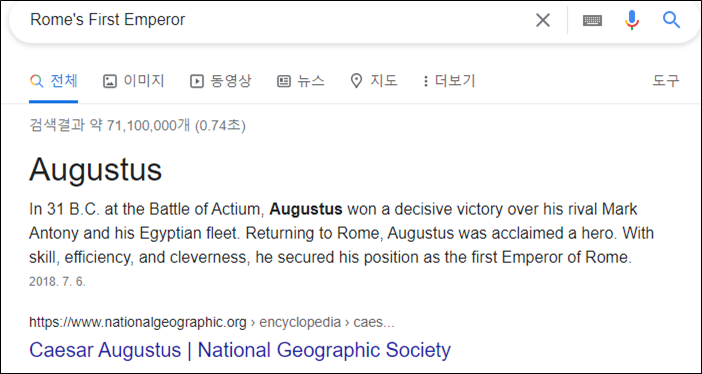 Rome's First Emperor
전체 이미지 동영상 뉴스 지도 더보기 도구
검색결과 약 71,100,000개 (0.74초)
Augustus
In 31 B.C. at the Battle of Actium, Augustus won a decisive victory over his rival Mark
Antony and his Egyptian fleet. Returning to Rome, Augustus was acclaimed a hero. With
skill, efficiency, and cleverness, he secured his position as the first Emperor of Rome.
2018. 7. 6.
https://www.nationalgeographic.org › encyclopedia › caes...
Caesar Augustus | National Geographic Society